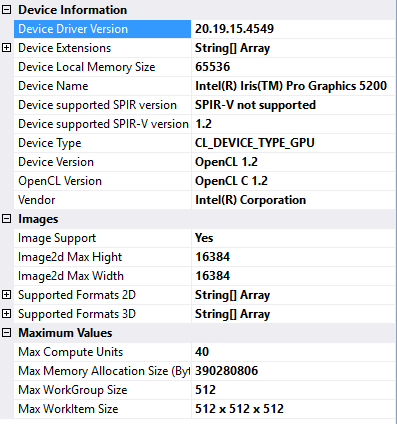 Device Information
Device Driver Version 20.19.15.4549
Device Extensions String[] Array
Device Local Memory Size 65536
Device Name Intel(R) Iris(TM) Pro Graphics 5200
Device supported SPIR version SPIR-V not supported
Device supported SPIR-V version 1.2
Device Type CL_DEVICE_TYPE_GPU
Device Version OpenCL 1.2
OpenCL Version OpenCL C 1.2
Vendor Intel(R) Corporation
Images
Image Support Yes
Image2d Max Hight 16384
Image2d Max Width 16384
Supported Formats 2D String[] Array
Supported Formats 3D String[] Array
Maximum Values
Max Compute Units 40
Max Memory Allocation Size (Byt 390280806
Max WorkGroup Size 512
Max WorkItem Size 512 x 512 x 512